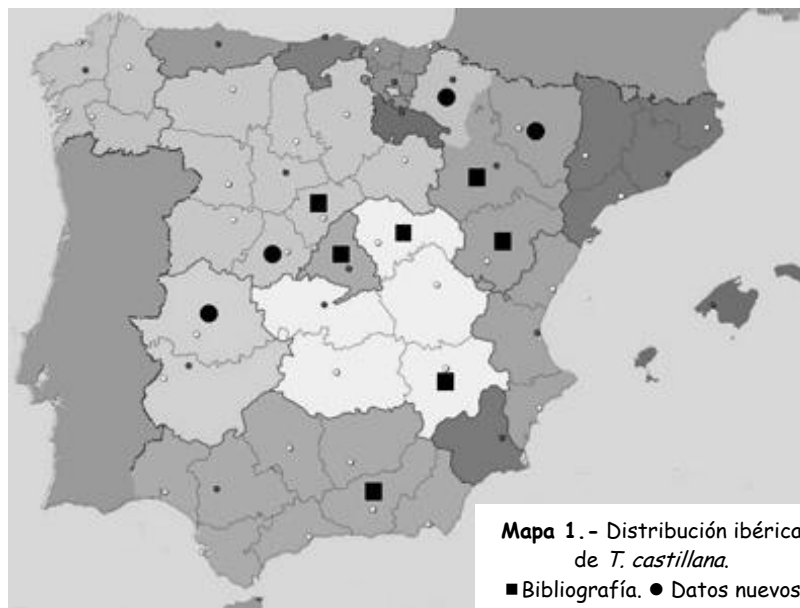 Mapa 1.- Distribución ibérica
de T. castillana.
■ Bibliografía. ● Datos nuevos